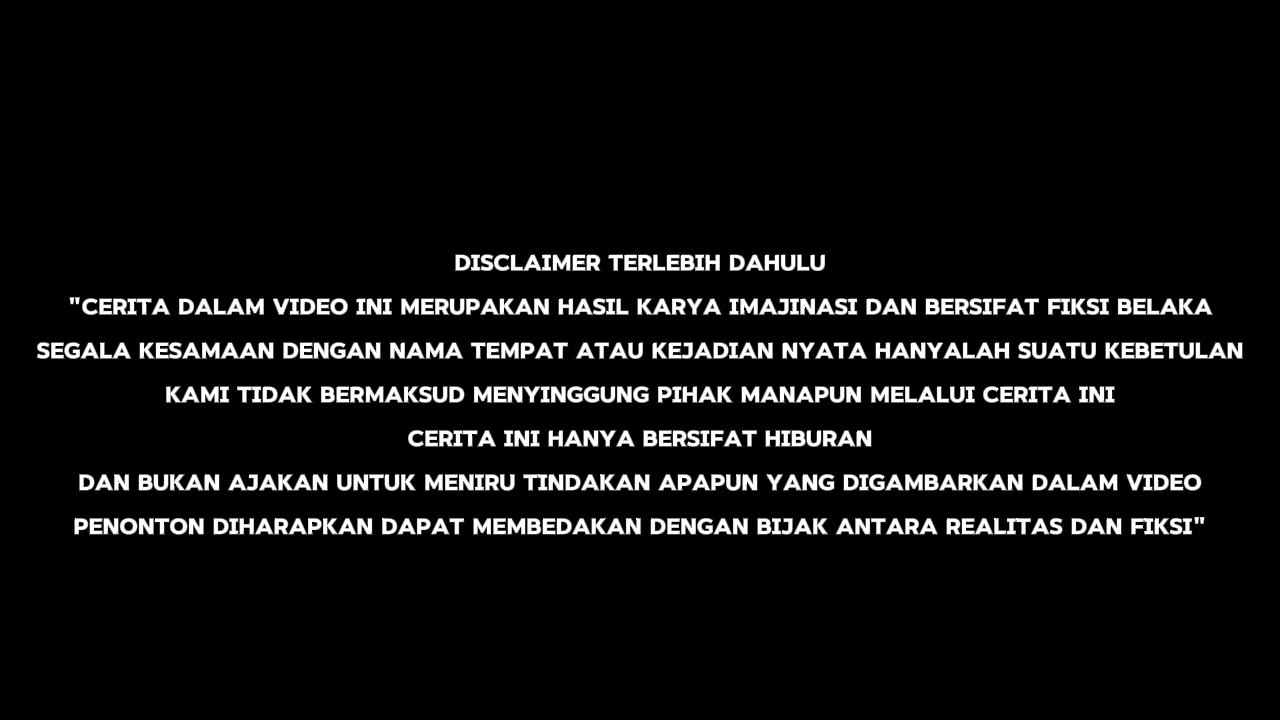 DISCLAIMER TERLEBIH DAHULU
"CERITA DALAM VIDEO INI MERUPAKAN HASIL KARYA IMAJINASI DAN BERSIFAT FIKSI BELAKA
SEGALA KESAMAAN DENGAN NAMA TEMPAT ATAU KEJADIAN NYATA HANYALAH SUATU KEBETULAN
KAMI TIDAK BERMAKSUD MENYINGGUNG PIHAK MANAPUN MELALUI CERITA INI
CERITA INI HANYA BERSIFAT HIBURAN
DAN BUKAN AJAKAN UNTUK MENIRU TINDAKAN APAPUN YANG DIGAMBARKAN DALAM VIDEO
PENONTON DIHARAPKAN DAPAT MEMBEDAKAN DENGAN BIJAK ANTARA REALITAS DAN FIKSI"